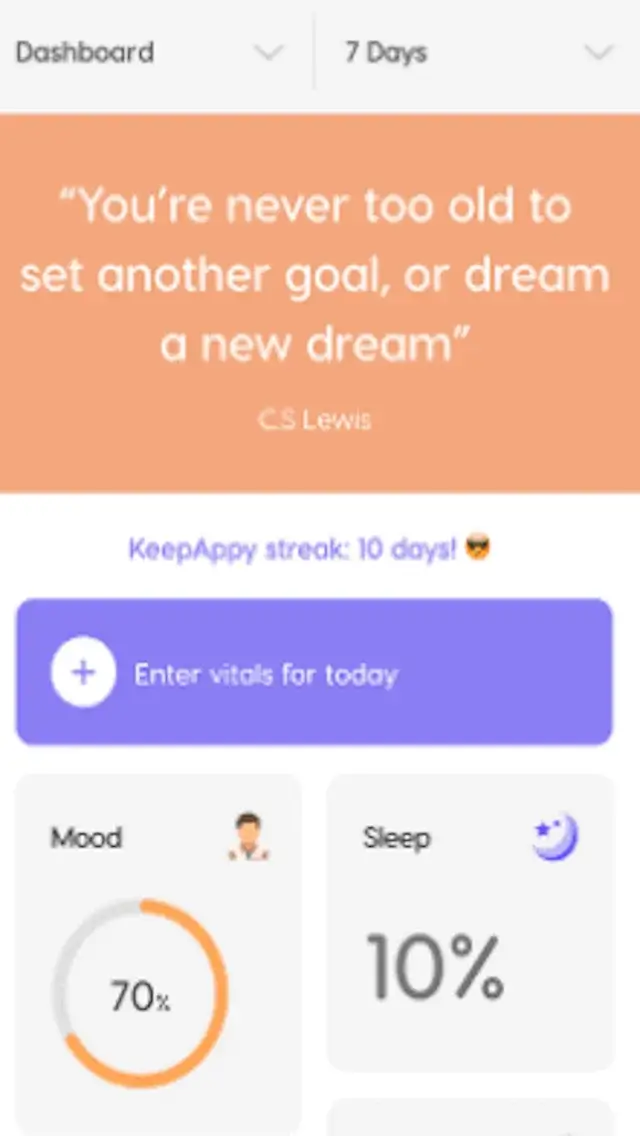 Dashboard
7 Days
“You’re never too old to
set another goal, or dream
a new dream”
C.S Lewis
KeepAppy streak: 10 days! 😎
Enter vitals for today
Mood
Sleep
70%
10%